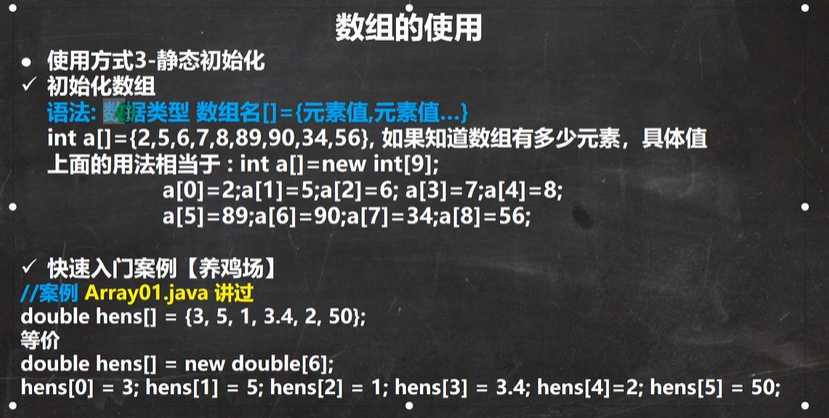 数组的使用
● 使用方式3-静态初始化
✓ 初始化数组
语法: 数据类型 数组名[]={元素值,元素值...}
int a[]={2,5,6,7,8,89,90,34,56}, 如果知道数组有多少元素，具体值
上面的用法相当于 : int a[]=new int[9];
a[0]=2;a[1]=5;a[2]=6; a[3]=7;a[4]=8;
a[5]=89;a[6]=90;a[7]=34;a[8]=56;
✓ 快速入门案例【养鸡场】
//案例 Array01.java 讲过
double hens[] = {3, 5, 1, 3.4, 2, 50};
等价
double hens[] = new double[6];
hens[0] = 3; hens[1] = 5; hens[2] = 1; hens[3] = 3.4; hens[4]=2; hens[5] = 50;